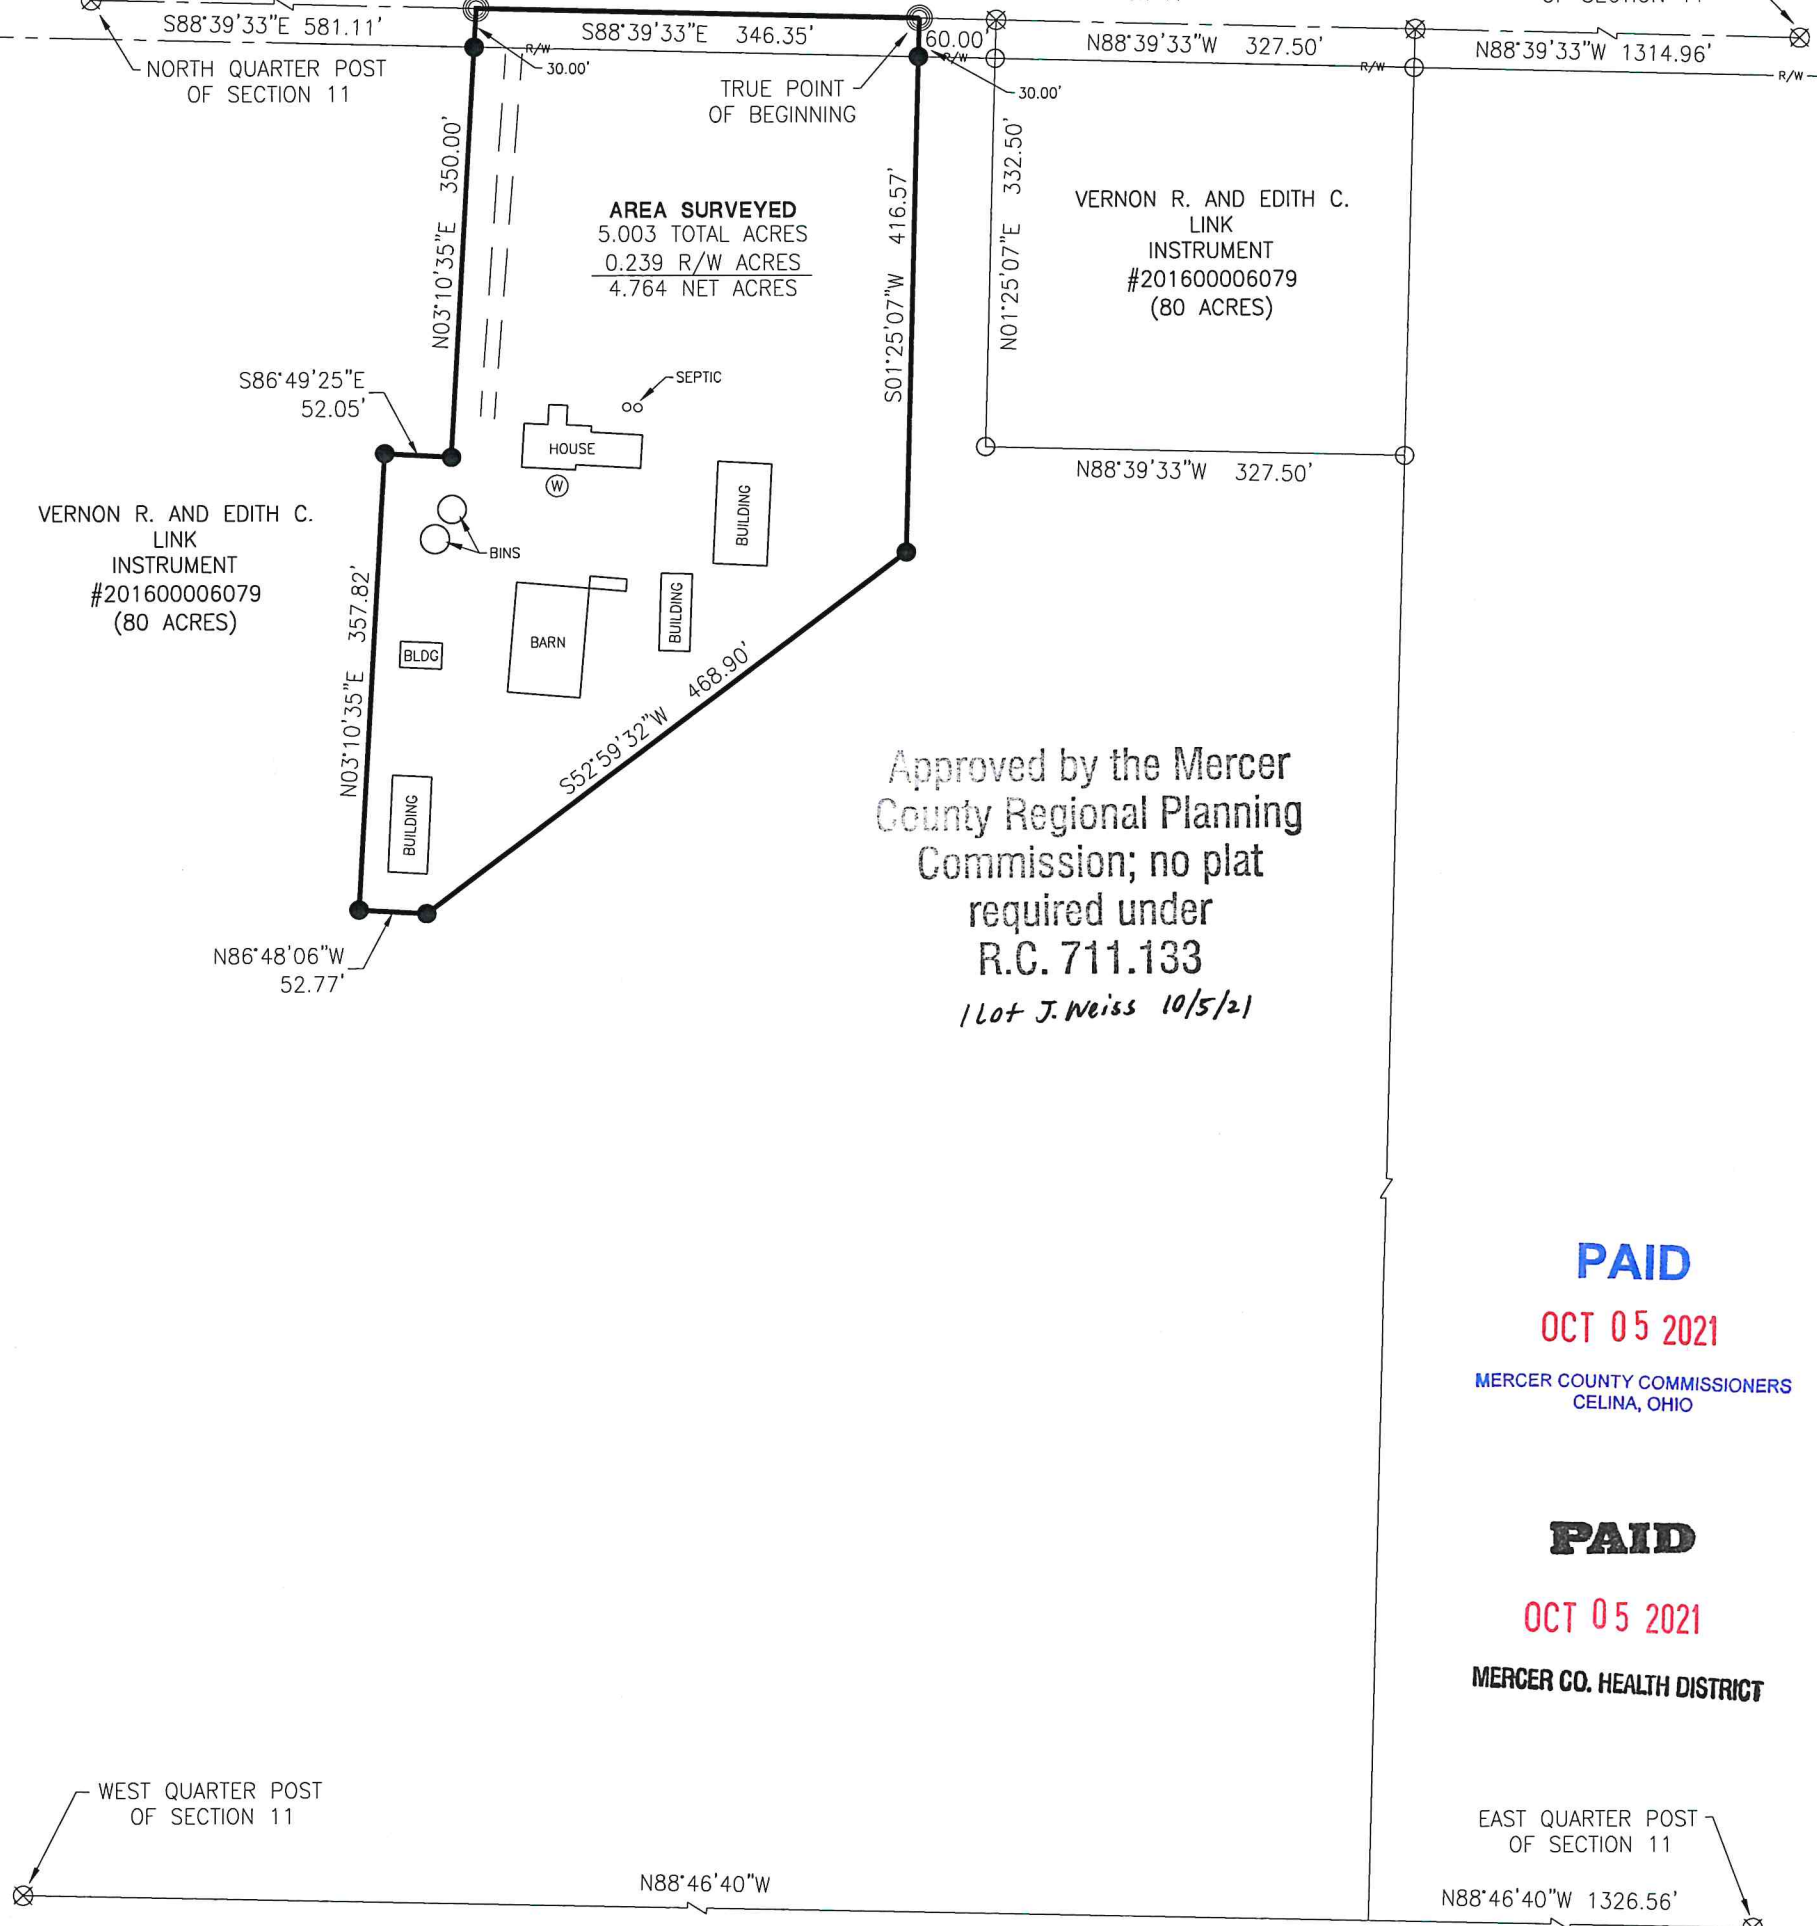 S88°39'33"E 581.11'
S88°39'33"E 346.35'
60.00'
N88°39'33"W 327.50'
N88°39'33"W 1314.96'
R/W
R/W
R/W
R/W
NORTH QUARTER POST
OF SECTION 11
30.00'
TRUE POINT
OF BEGINNING
30.00'
N03°10'35"E 350.00'
AREA SURVEYED
5.003 TOTAL ACRES
0.239 R/W ACRES
4.764 NET ACRES
S01°25'07"W 416.57'
N01°25'07"E 332.50'
VERNON R. AND EDITH C.
LINK
INSTRUMENT
#201600006079
(80 ACRES)
S86°49'25"E
52.05'
SEPTIC
HOUSE
W
N88°39'33"W 327.50'
VERNON R. AND EDITH C.
LINK
INSTRUMENT
#201600006079
(80 ACRES)
BINS
BUILDING
BUILDING
BARN
BLDG
N03°10'35"E 357.82'
S52°59'32"W 468.90'
BUILDING
N86°48'06"W
52.77'
Approved by the Mercer
County Regional Planning
Commission; no plat
required under
R.C. 711.133
1 Lot J. Weiss 10/5/21
PAID
OCT 05 2021
MERCER COUNTY COMMISSIONERS
CELINA, OHIO
PAID
OCT 05 2021
MERCER CO. HEALTH DISTRICT
WEST QUARTER POST
OF SECTION 11
EAST QUARTER POST
OF SECTION 11
N88°46'40"W
N88°46'40"W 1326.56'